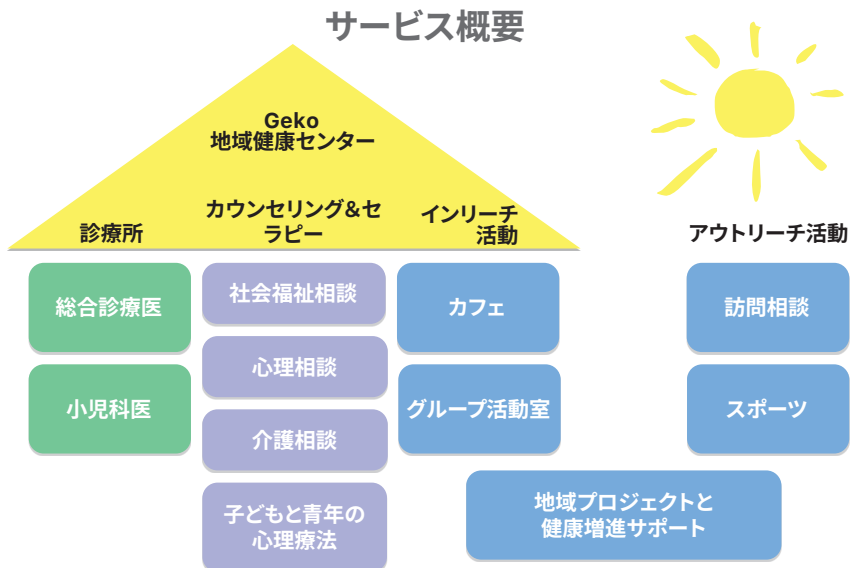 サービス概要
Geko
地域健康センター
診療所
カウンセリング&セ
ラピー
インリーチ
活動
アウトリーチ活動
総合診療医
小児科医
社会福祉相談
心理相談
介護相談
子どもと青年の
心理療法
カフェ
グループ活動室
訪問相談
スポーツ
地域プロジェクトと
健康増進サポート